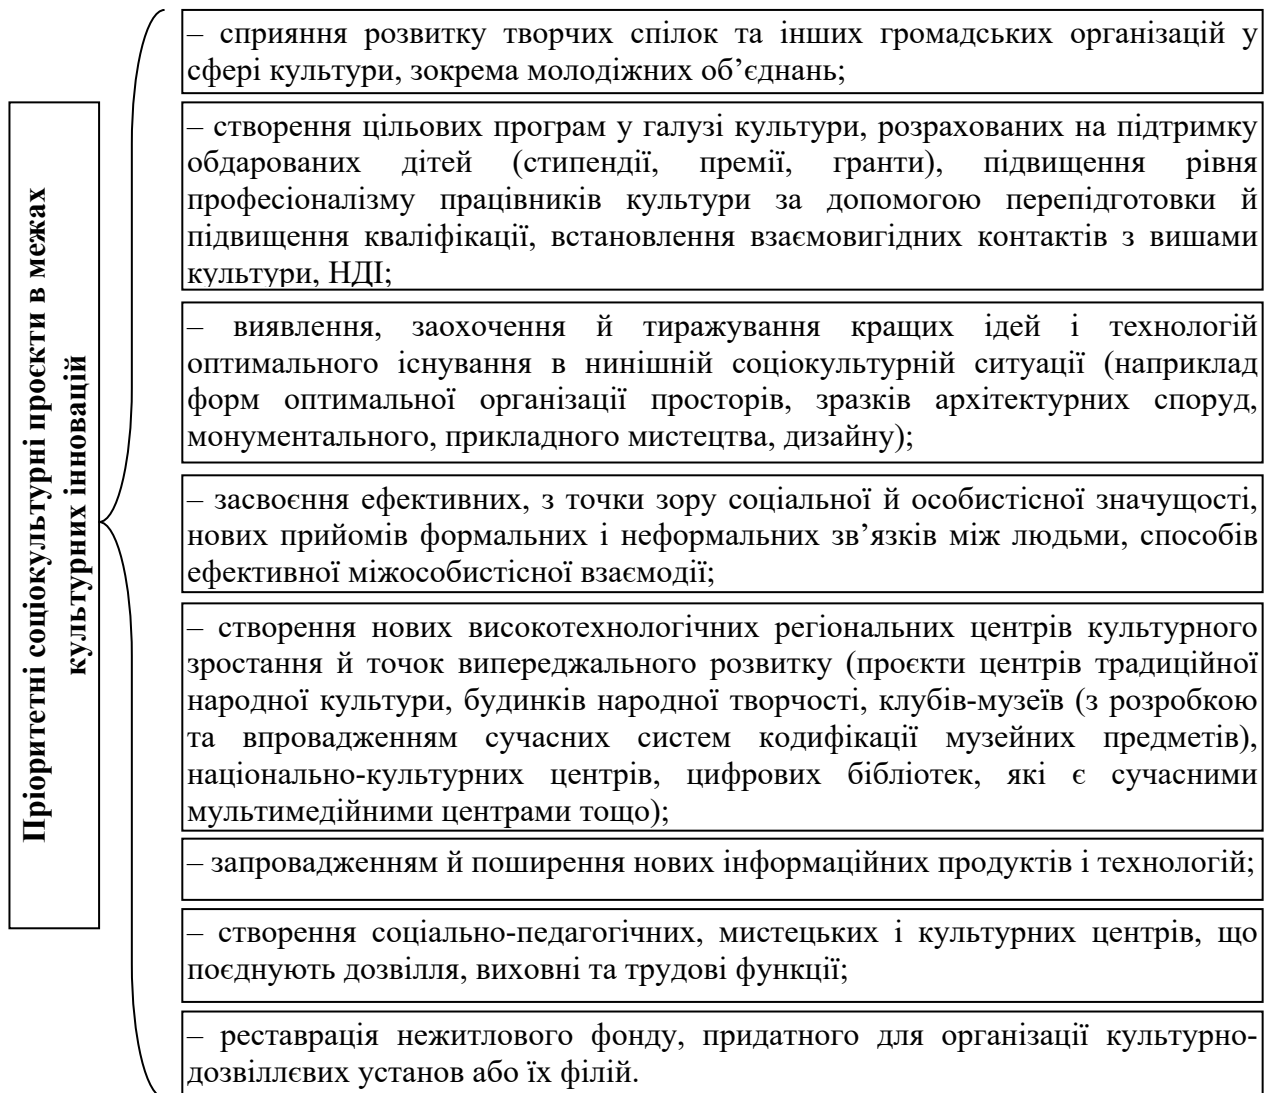 Пріоритетні соціокультурні проєкти в межах
культурних інновацій
– сприяння розвитку творчих спілок та інших громадських організацій у
сфері культури, зокрема молодіжних об’єднань;
– створення цільових програм у галузі культури, розрахованих на підтримку
обдарованих дітей (стипендії, премії, гранти), підвищення рівня
професіоналізму працівників культури за допомогою перепідготовки й
підвищення кваліфікації, встановлення взаємовигідних контактів з вишами
культури, НДІ;
– виявлення, заохочення й тиражування кращих ідей і технологій
оптимального існування в нинішній соціокультурній ситуації (наприклад
форм оптимальної організації просторів, зразків архітектурних споруд,
монументального, прикладного мистецтва, дизайну);
– засвоєння ефективних, з точки зору соціальної й особистісної значущості,
нових прийомів формальних і неформальних зв’язків між людьми, способів
ефективної міжособистісної взаємодії;
– створення нових високотехнологічних регіональних центрів культурного
зростання й точок випереджального розвитку (проєкти центрів традиційної
народної культури, будинків народної творчості, клубів-музеїв (з розробкою
та впровадженням сучасних систем кодифікації музейних предметів),
національно-культурних центрів, цифрових бібліотек, які є сучасними
мультимедійними центрами тощо);
– запровадженням й поширення нових інформаційних продуктів і технологій;
– створення соціально-педагогічних, мистецьких і культурних центрів, що
поєднують дозвілля, виховні та трудові функції;
– реставрація нежитлового фонду, придатного для організації культурно-
дозвіллєвих установ або їх філій.